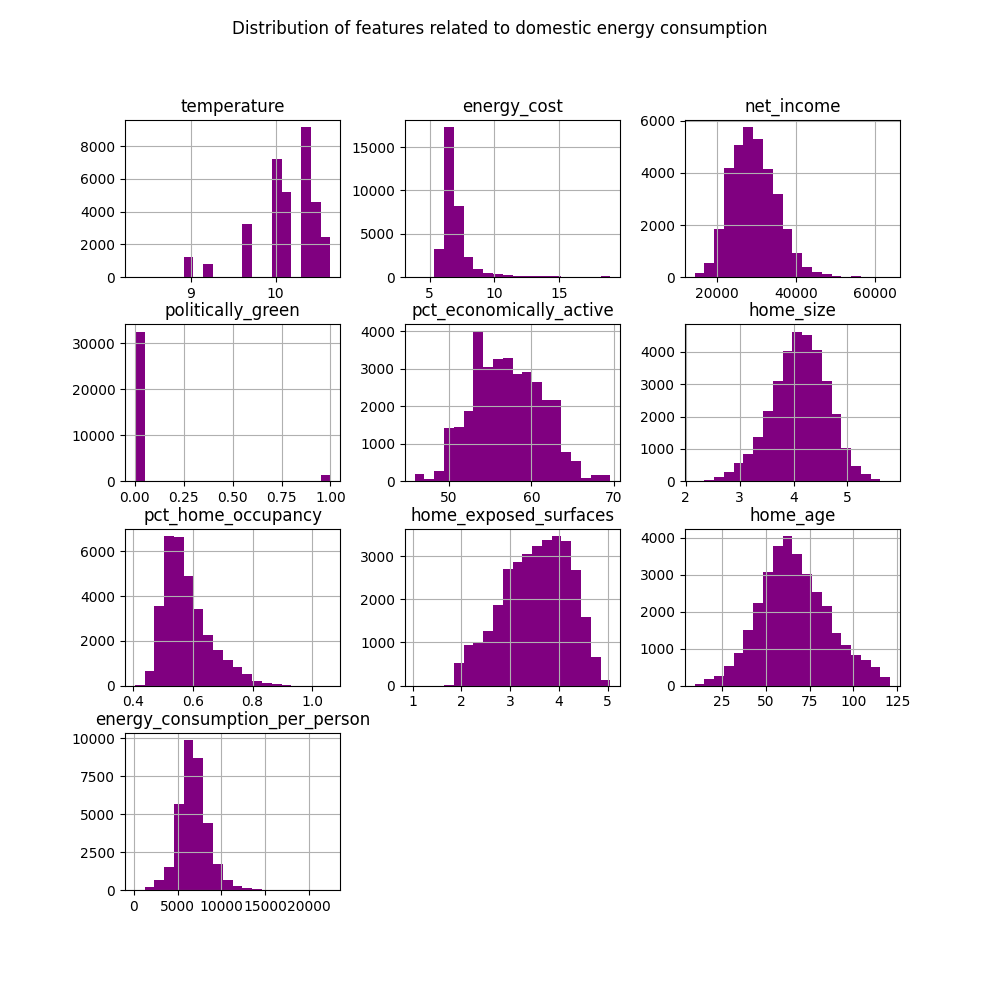 Distribution of features related to domestic energy consumption
temperature
8000
6000
4000
2000
0
9 10
energy_cost
15000
10000
5000
0
5 10 15
net_income
6000
4000
2000
0
20000 40000 60000
politically_green
30000
20000
10000
0
0.00 0.25 0.50 0.75 1.00
pct_economically_active
4000
3000
2000
1000
0
50 60 70
home_size
4000
3000
2000
1000
0
2 3 4 5
pct_home_occupancy
6000
4000
2000
0
0.4 0.6 0.8 1.0
home_exposed_surfaces
3000
2000
1000
0
1 2 3 4 5
home_age
4000
3000
2000
1000
0
25 50 75 100 125
energy_consumption_per_person
10000
7500
5000
2500
0
0 5000 10000 15000 20000